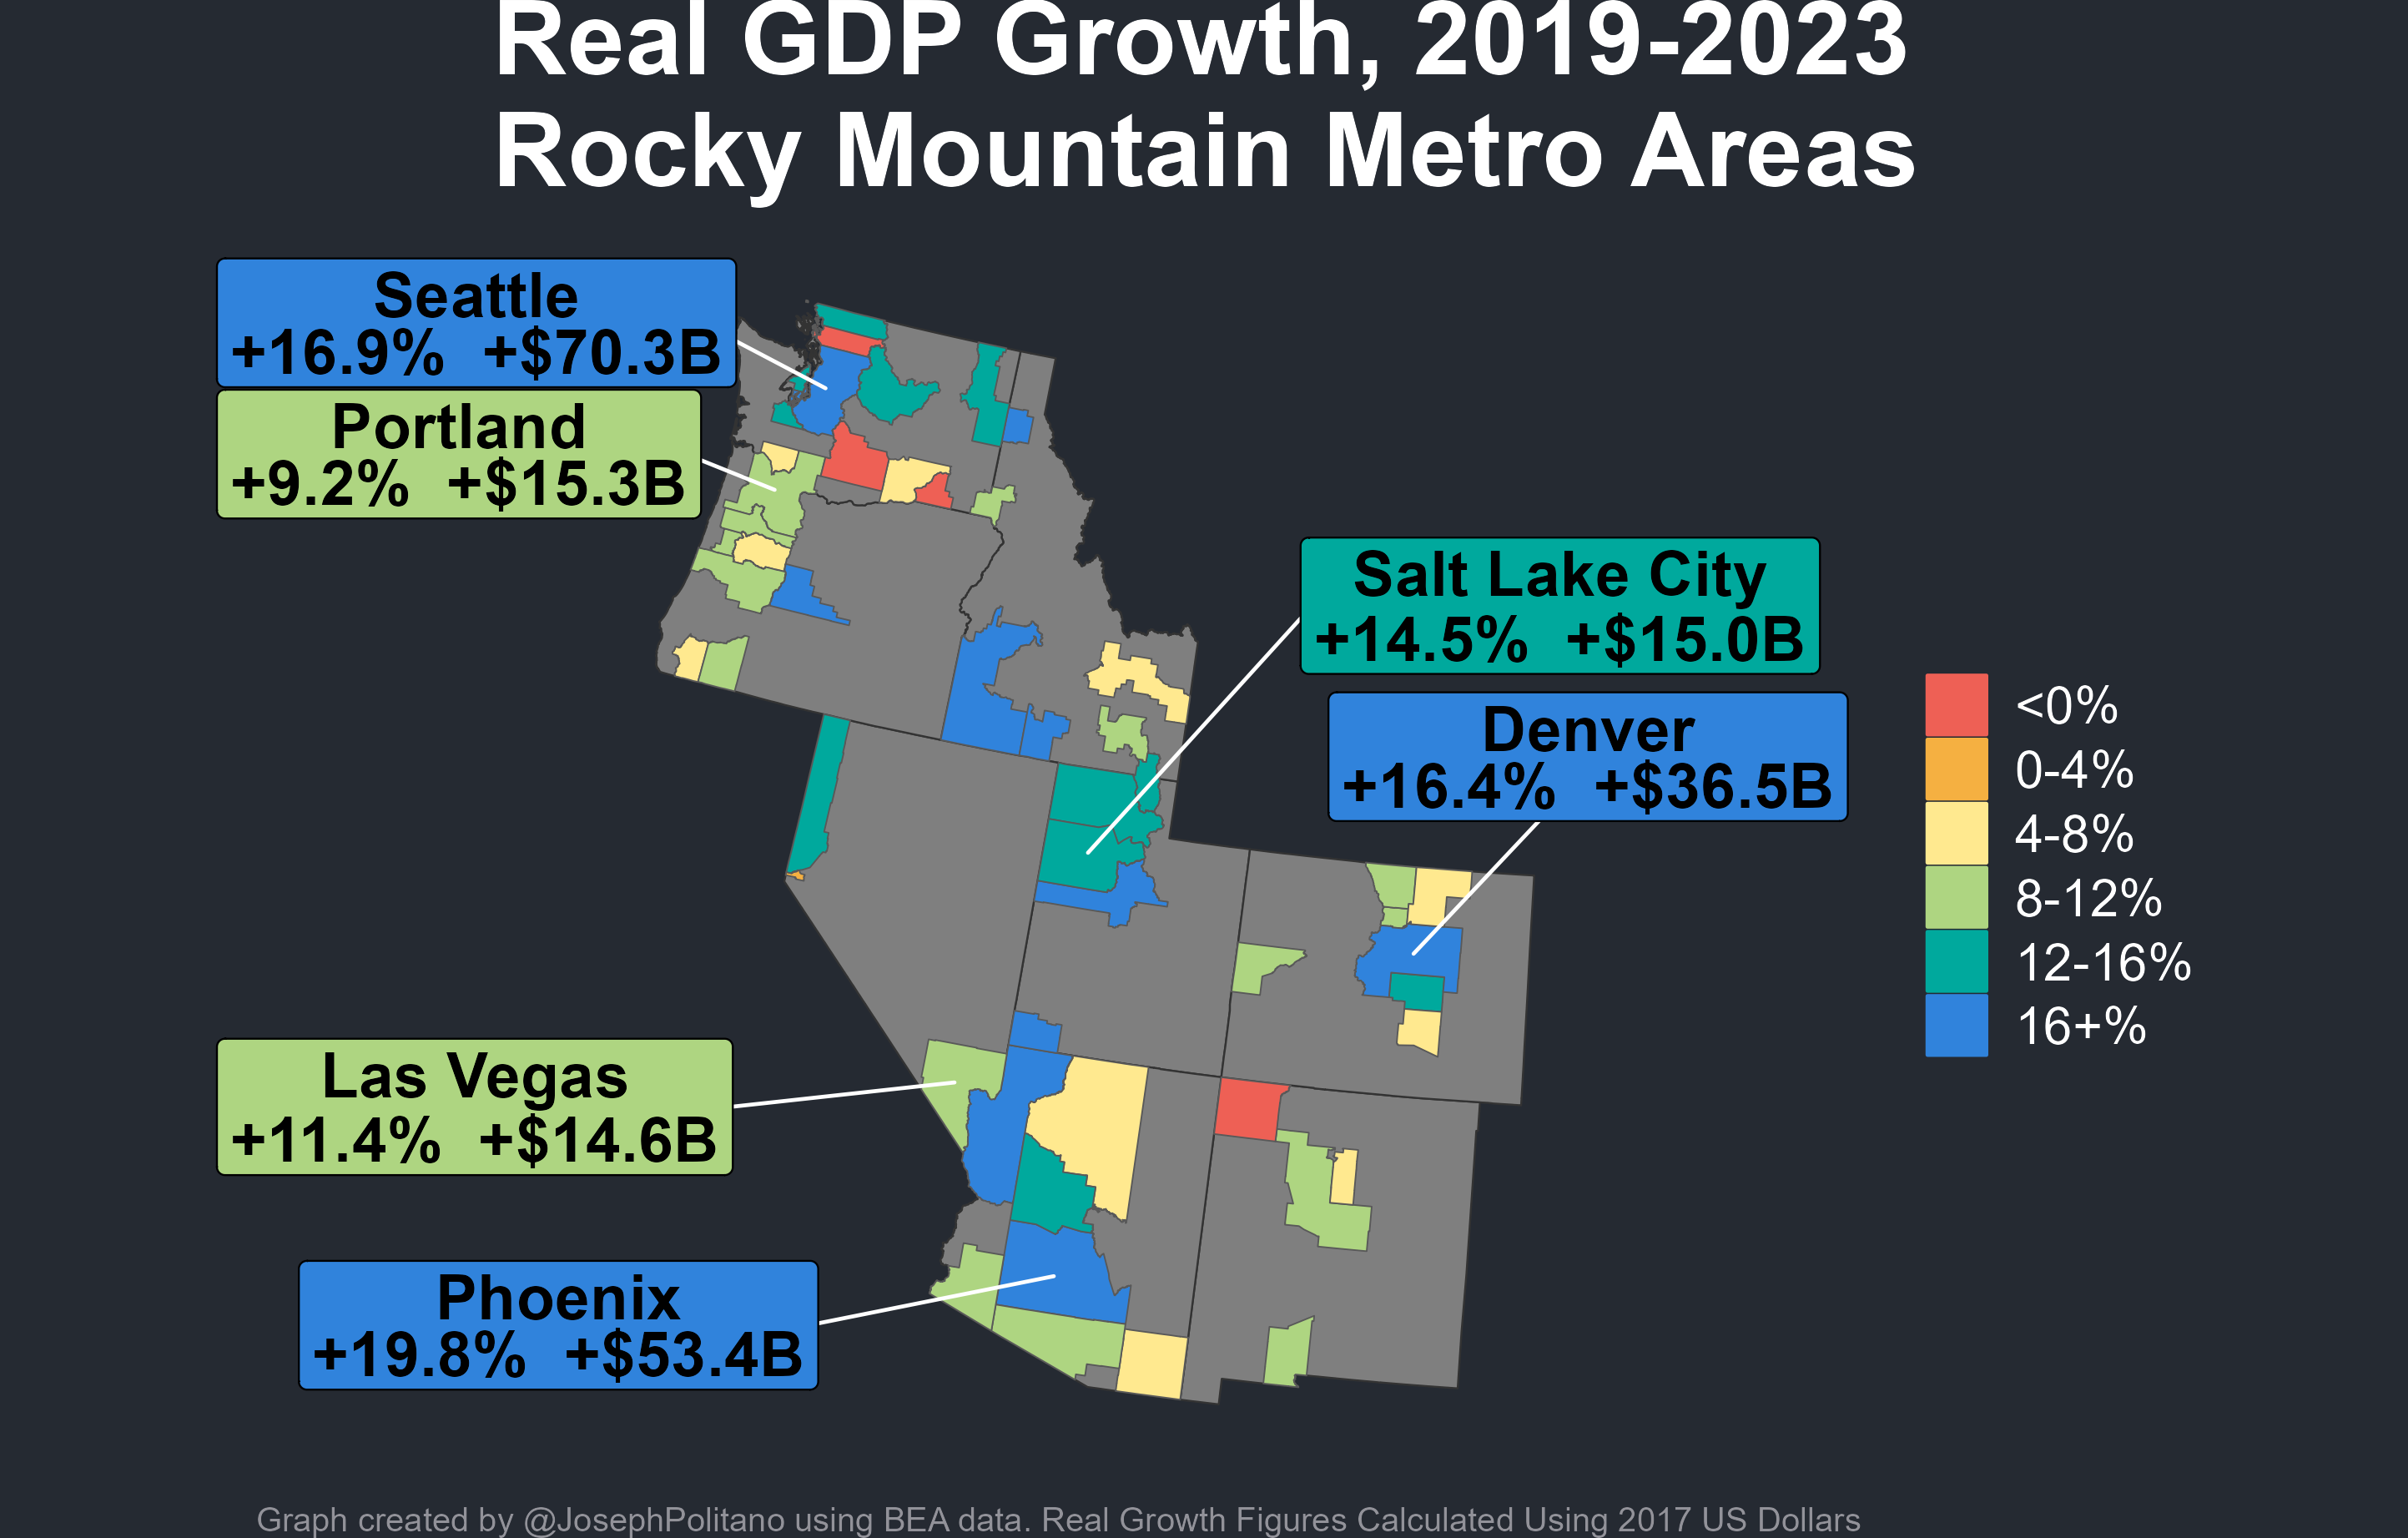 Real GDP Growth, 2019-2023
Rocky Mountain Metro Areas
Seattle
+16.9% +$70.3B
Portland
+9.2% +$15.3B
Salt Lake City
+14.5% +$15.0B
Denver
+16.4% +$36.5B
<0%
0-4%
4-8%
8-12%
12-16%
16+%
Las Vegas
+11.4% +$14.6B
Phoenix
+19.8% +$53.4B
Graph created by @JosephPolitano using BEA data. Real Growth Figures Calculated Using 2017 US Dollars